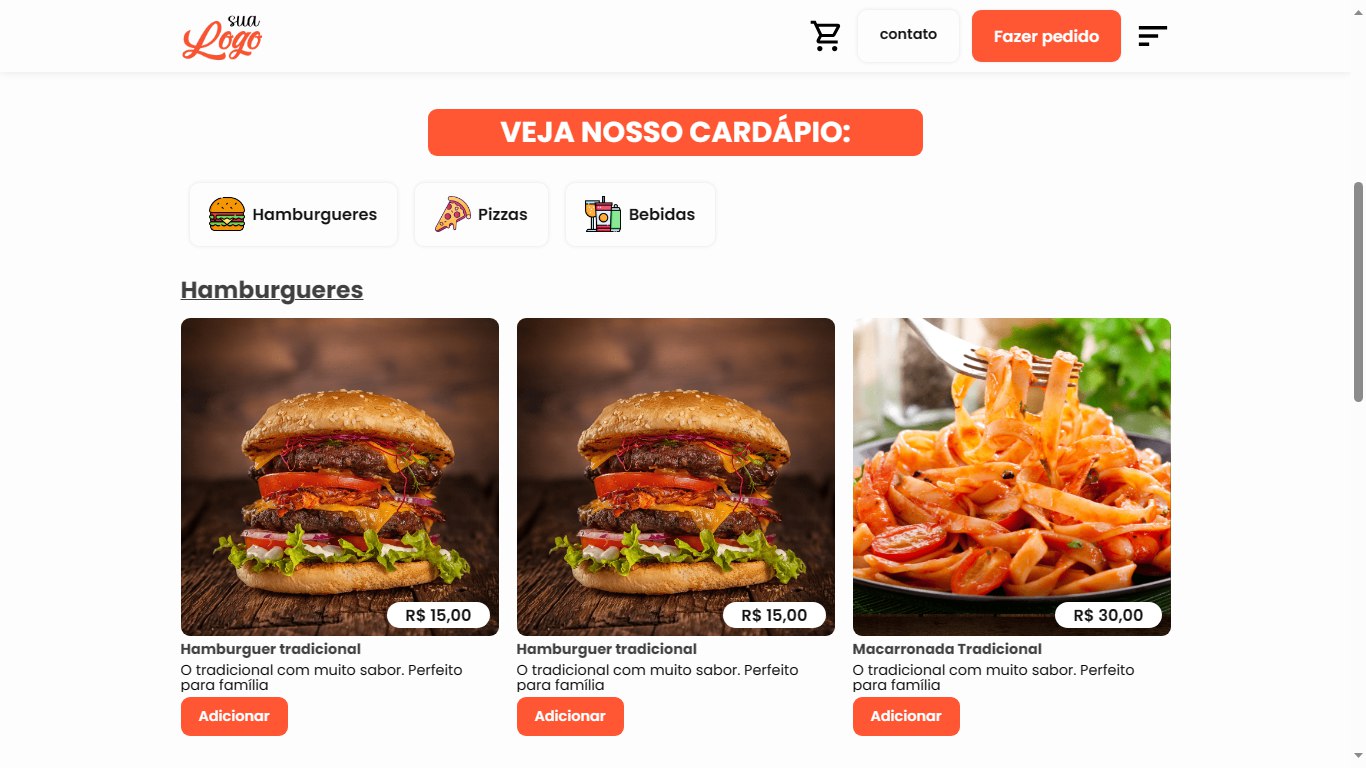 sua
Logo
contato
Fazer pedido
VEJA NOSSO CARDÁPIO:
Hamburgueres
Pizzas
Bebidas
Hamburgueres
R$ 15,00
R$ 15,00
R$ 30,00
Hamburguer tradicional
O tradicional com muito sabor. Perfeito
para família
Adicionar
Hamburguer tradicional
O tradicional com muito sabor. Perfeito
para família
Adicionar
Macarronada Tradicional
O tradicional com muito sabor. Perfeito
para família
Adicionar